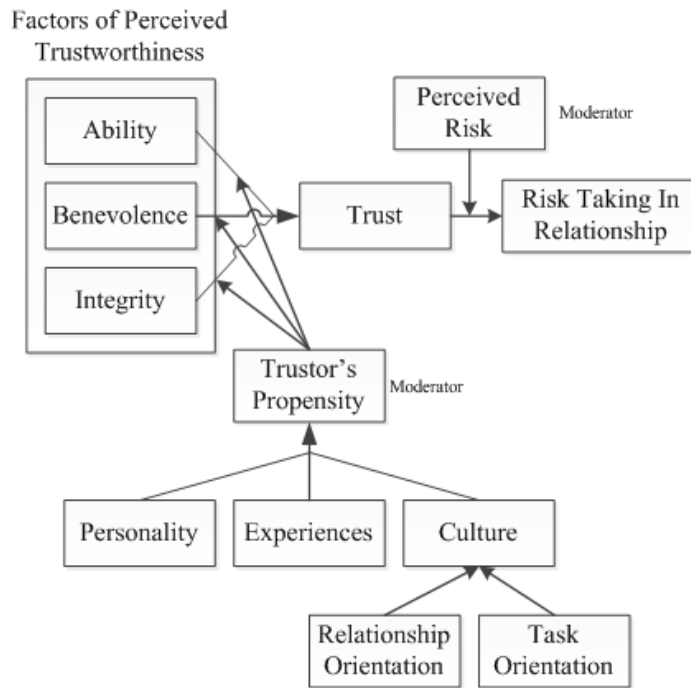 Factors of Perceived
Trustworthiness
Ability
Benevolence
Integrity
Perceived
Risk
Moderator
Trust
Risk Taking In
Relationship
Trustor’s
Propensity
Moderator
Personality
Experiences
Culture
Relationship
Orientation
Task
Orientation